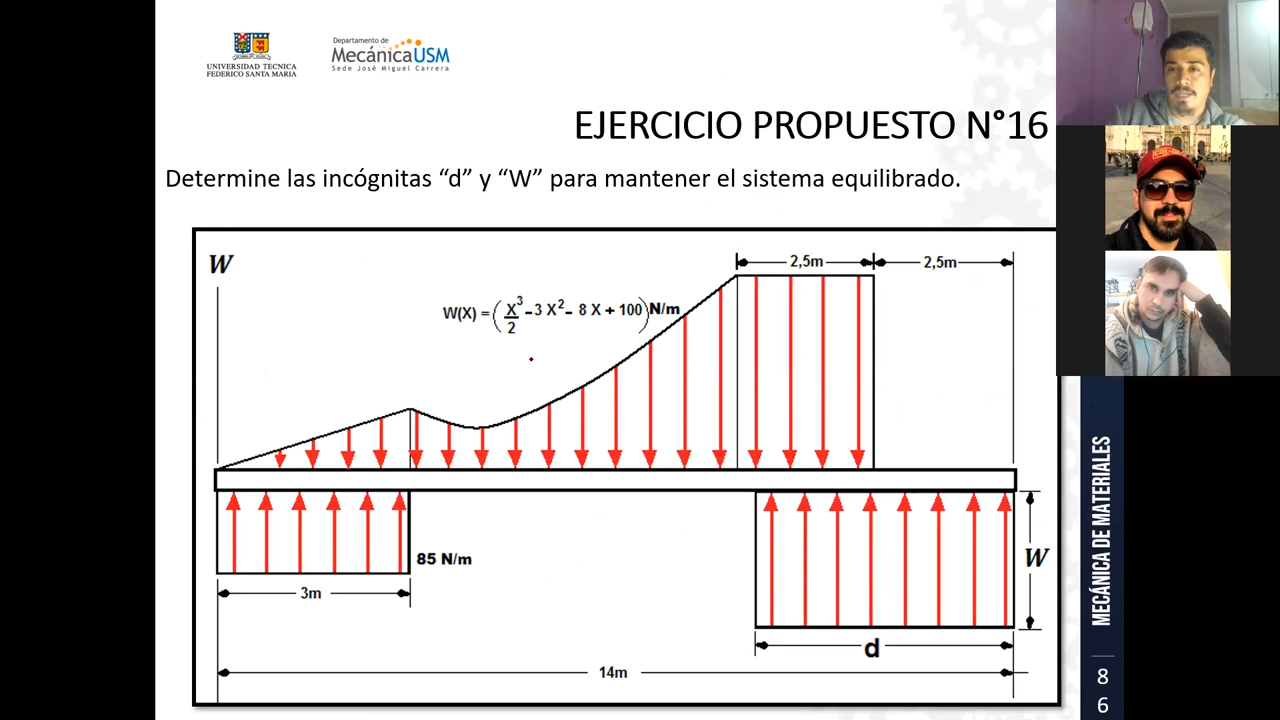 UNIVERSIDAD TECNICA
FEDERICO SANTA MARIA
Departamento de
MecánicaUSM
Sede José Miguel Carrera
EJERCICIO PROPUESTO N°16
Determine las incógnitas “d” y “W” para mantener el sistema equilibrado.
W
2,5m
2,5m
W(X) = (X³/2 - 3 X² - 8 X + 100) N/m
85 N/m
3m
W
d
14m
MECÁNICA DE MATERIALES
8
6